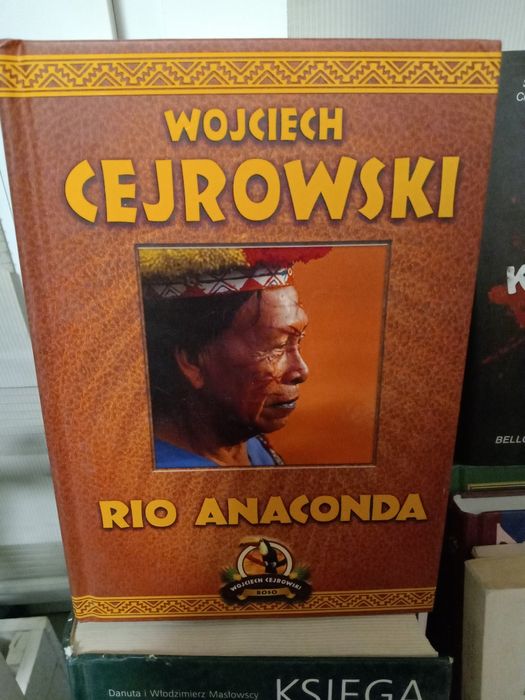 WOJCIECH
CEJROWSKI
RIO ANACONDA
WOJCIECH CEJROWSKI
BOSO
BELLO
Danuta i Włodzimierz Masłowscy
KSIĘGA